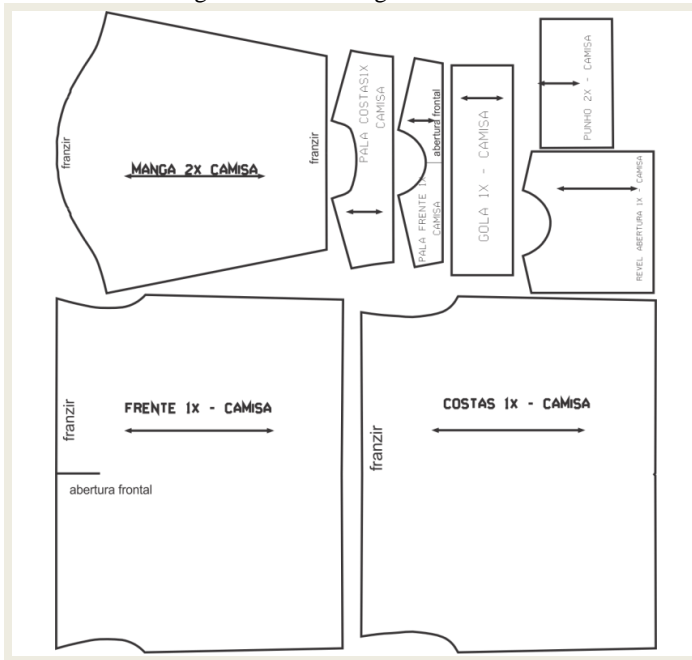 franzir
MANGA 2X CAMISA
franzir
PALA COSTAS1X
CAMISA
abertura frontal
PALA FRENTE 1X
CAMISA
GOLA 1X - CAMISA
PUNHO 2X - CAMISA
REVEL ABERTURA 1X - CAMISA
franzir
FRENTE 1X - CAMISA
abertura frontal
franzir
COSTAS 1X - CAMISA